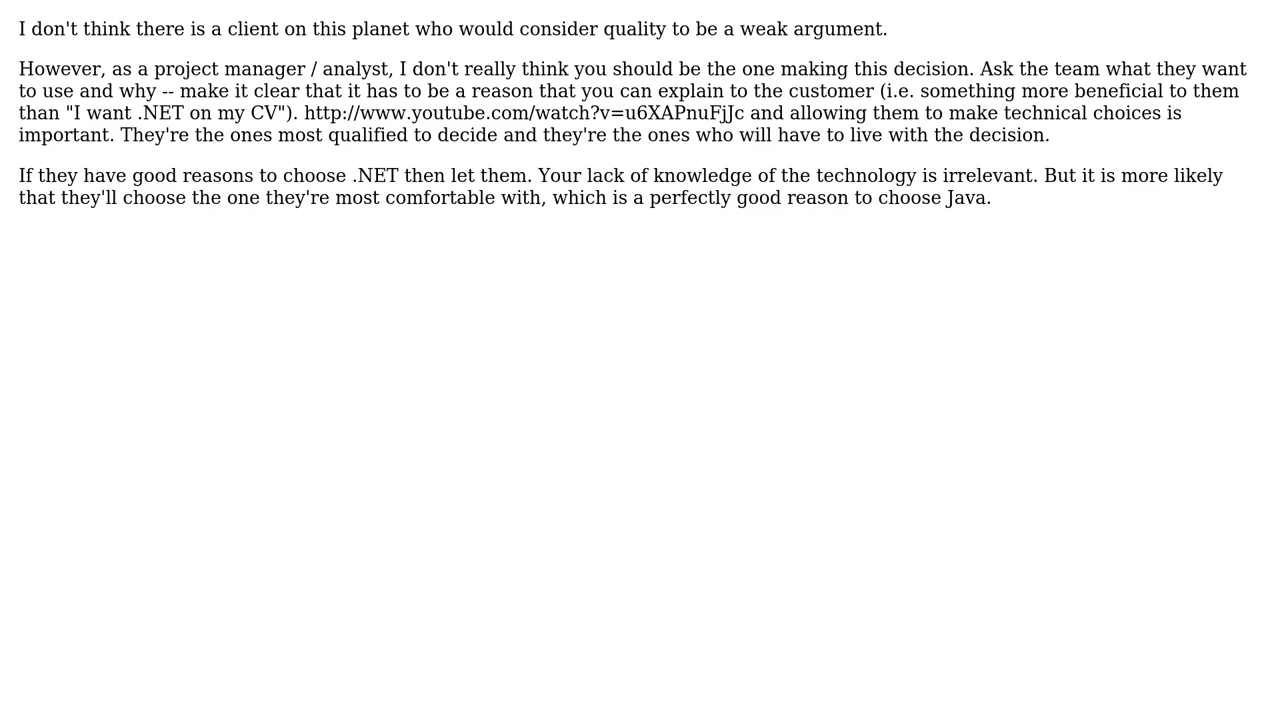 I don't think there is a client on this planet who would consider quality to be a weak argument.
However, as a project manager / analyst, I don't really think you should be the one making this decision. Ask the team what they want
to use and why -- make it clear that it has to be a reason that you can explain to the customer (i.e. something more beneficial to them
than "I want .NET on my CV"). http://www.youtube.com/watch?v=u6XAPnuFjJc and allowing them to make technical choices is
important. They're the ones most qualified to decide and they're the ones who will have to live with the decision.
If they have good reasons to choose .NET then let them. Your lack of knowledge of the technology is irrelevant. But it is more likely
that they'll choose the one they're most comfortable with, which is a perfectly good reason to choose Java.